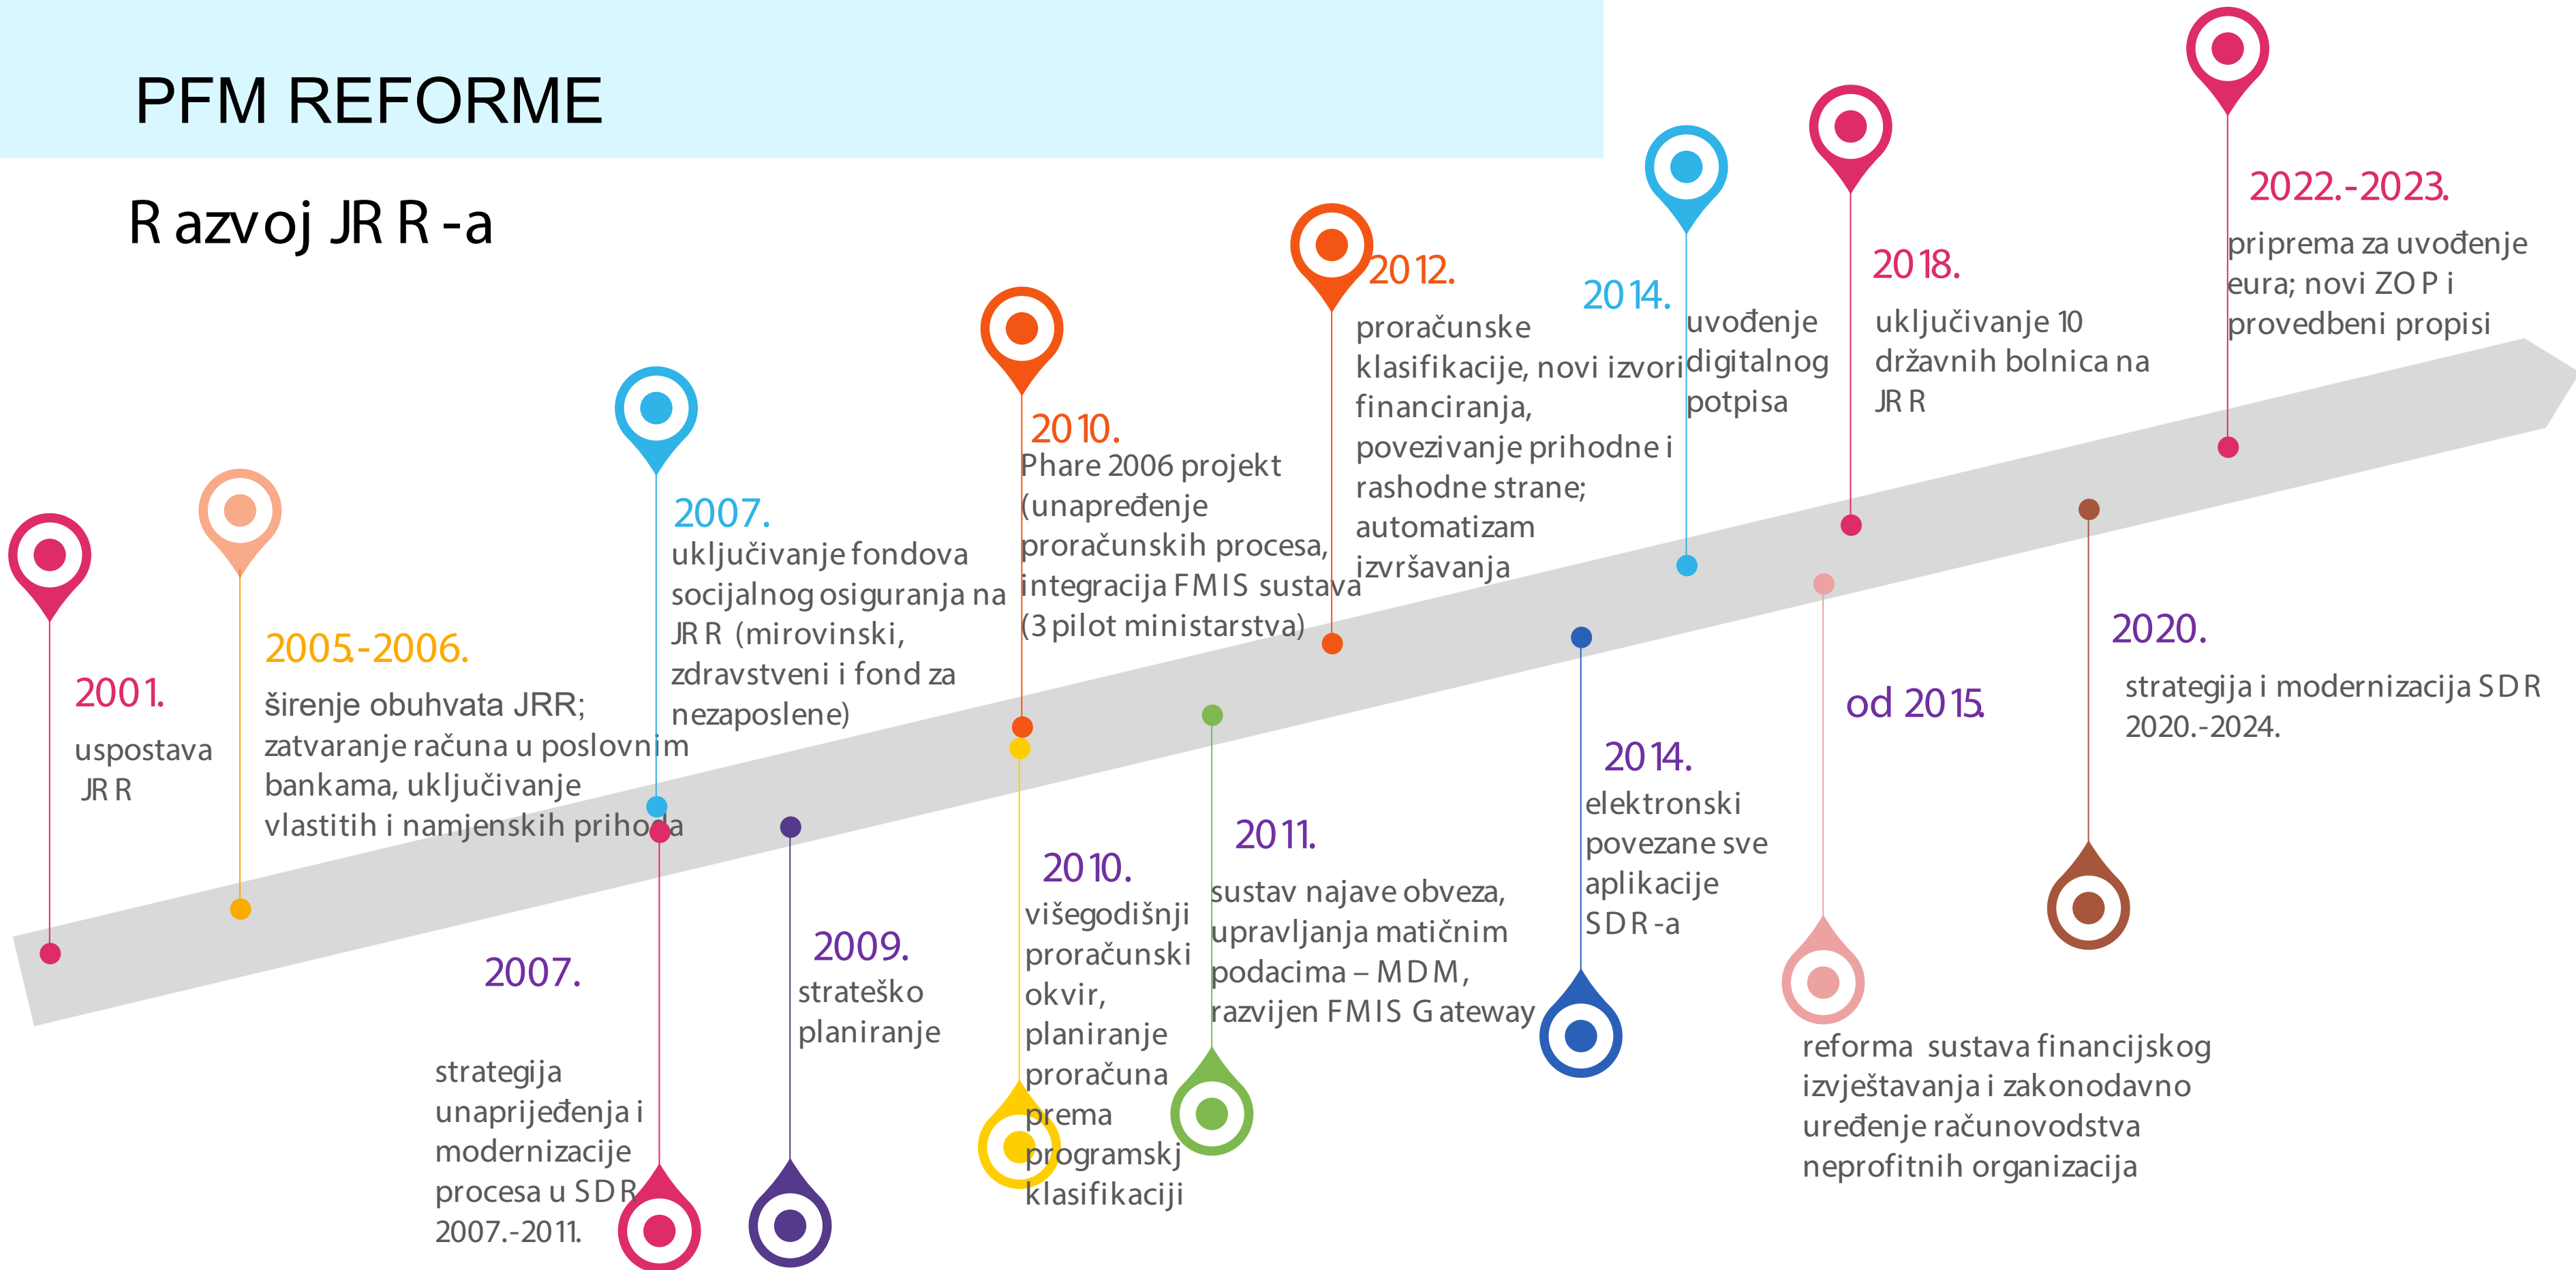 PFM REFORME
Razvoj JRR-a
2001.
uspostava
JRR
2005.-2006.
širenje obuhvata JRR;
zatvaranje računa u poslovnim
bankama, uključivanje
vlastitih i namjenskih prihoda
2007.
uključivanje fondova
socijalnog osiguranja na
JRR (mirovinski,
zdravstveni i fond za
nezaposlene)
2010.
Phare 2006 projekt
(unapređenje
proračunskih procesa,
integracija FMIS sustava
(3 pilot ministarstva)
2012.
proračunske
klasifikacije, novi izvori
financiranja,
povezivanje prihodne i
rashodne strane;
automatizam
izvršavanja
2014.
uvođenje
digitalnog
potpisa
2018.
uključivanje 10
državnih bolnica na
JRR
2022.-2023.
priprema za uvođenje
eura; novi ZOP i
provedbeni propisi
2007.
strategija
unaprijeđenja i
modernizacije
procesa u SDR
2007.-2011.
2009.
strateško
planiranje
2010.
višegodišnji
proračunski
okvir,
planiranje
proračuna
prema
programskj
klasifikaciji
2011.
sustav najave obveza,
upravljanja matičnim
podacima – MDM,
razvijen FMIS Gateway
2014.
elektronski
povezane sve
aplikacije
SDR-a
od 2015.
reforma sustava financijskog
izvještavanja i zakonodavno
uređenje računovodstva
neprofitnih organizacija
2020.
strategija i modernizacija SDR
2020.-2024.